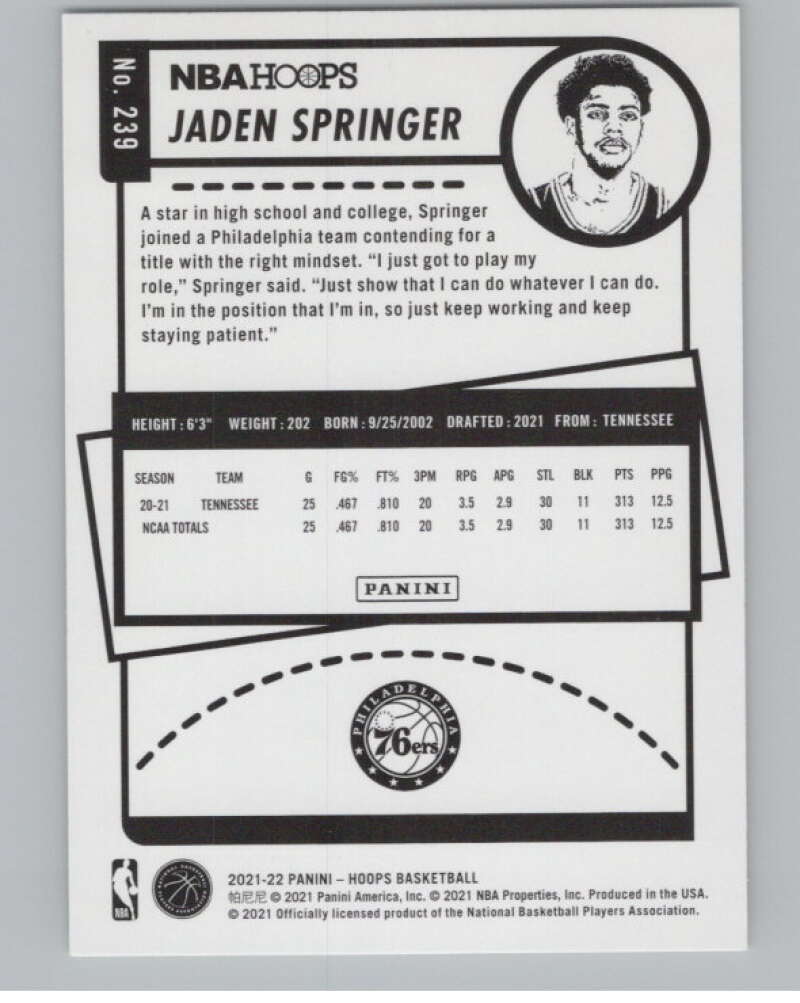 No. 239
NBA HOOPS
JADEN SPRINGER
A star in high school and college, Springer
joined a Philadelphia team contending for a
title with the right mindset. “I just got to play my
role,” Springer said. “Just show that I can do whatever I can do.
I’m in the position that I’m in, so just keep working and keep
staying patient.”
HEIGHT: 6'3" WEIGHT: 202 BORN: 9/25/2002 DRAFTED: 2021 FROM: TENNESSEE
SEASON TEAM G FG% FT% 3PM RPG APG STL BLK PTS PPG
20-21 TENNESSEE 25 .467 .810 20 3.5 2.9 30 11 313 12.5
NCAA TOTALS 25 .467 .810 20 3.5 2.9 30 11 313 12.5
PANINI
PHILADELPHIA
76ers
2021-22 PANINI – HOOPS BASKETBALL
帕尼尼 © 2021 Panini America, Inc. © 2021 NBA Properties, Inc. Produced in the USA.
© 2021 Officially licensed product of the National Basketball Players Association.
NBA